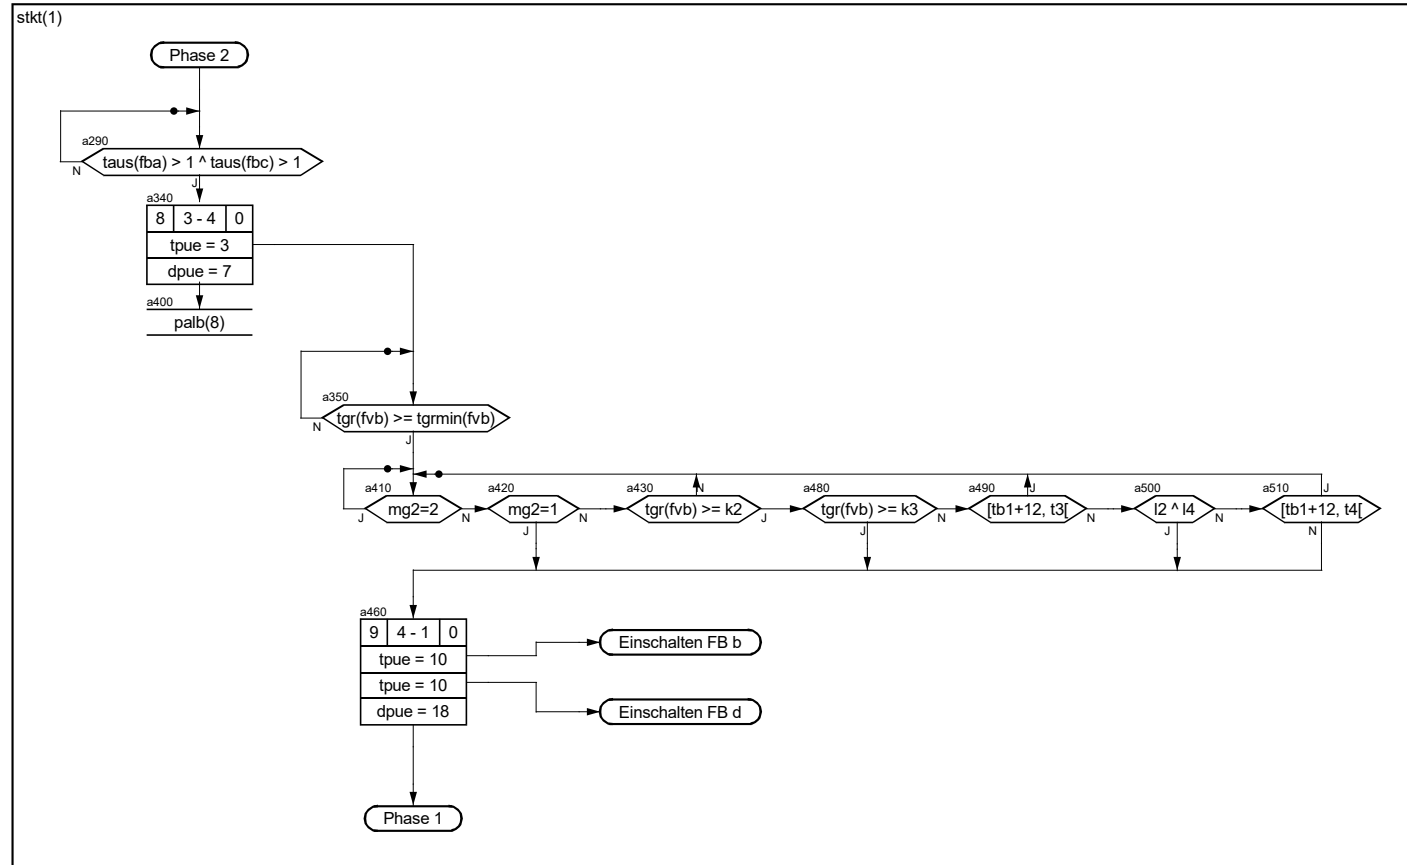 stkt(1)
Phase 2
a290
taus(fba) > 1 ^ taus(fbc) > 1
N
J
a340
8 3 - 4 0
tpue = 3
dpue = 7
a400
palb(8)
a350
tgr(fvb) >= tgrmin(fvb)
N
J
a410
mg2=2
J
N
a420
mg2=1
N
J
a430
tgr(fvb) >= k2
N
J
a480
tgr(fvb) >= k3
N
J
a490
[tb1+12, t3[
J
N
a500
l2 ^ l4
N
J
a510
[tb1+12, t4[
J
N
a460
9 4 - 1 0
tpue = 10
tpue = 10
dpue = 18
Einschalten FB b
Einschalten FB d
Phase 1